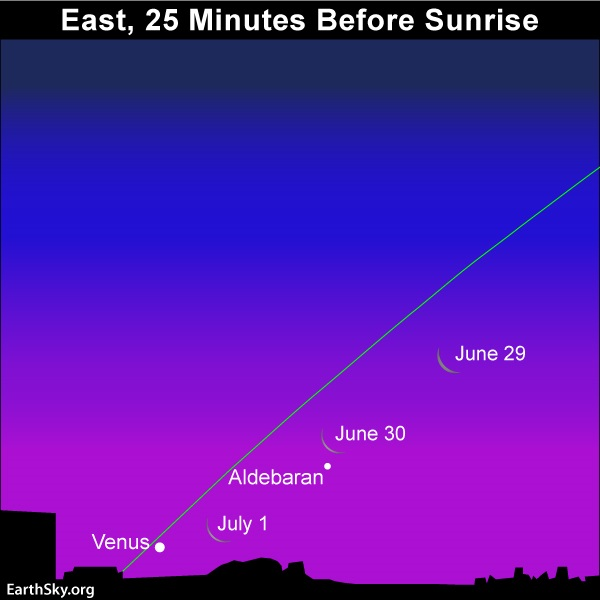 East, 25 Minutes Before Sunrise
June 29
June 30
Aldebaran
July 1
Venus
EarthSky.org